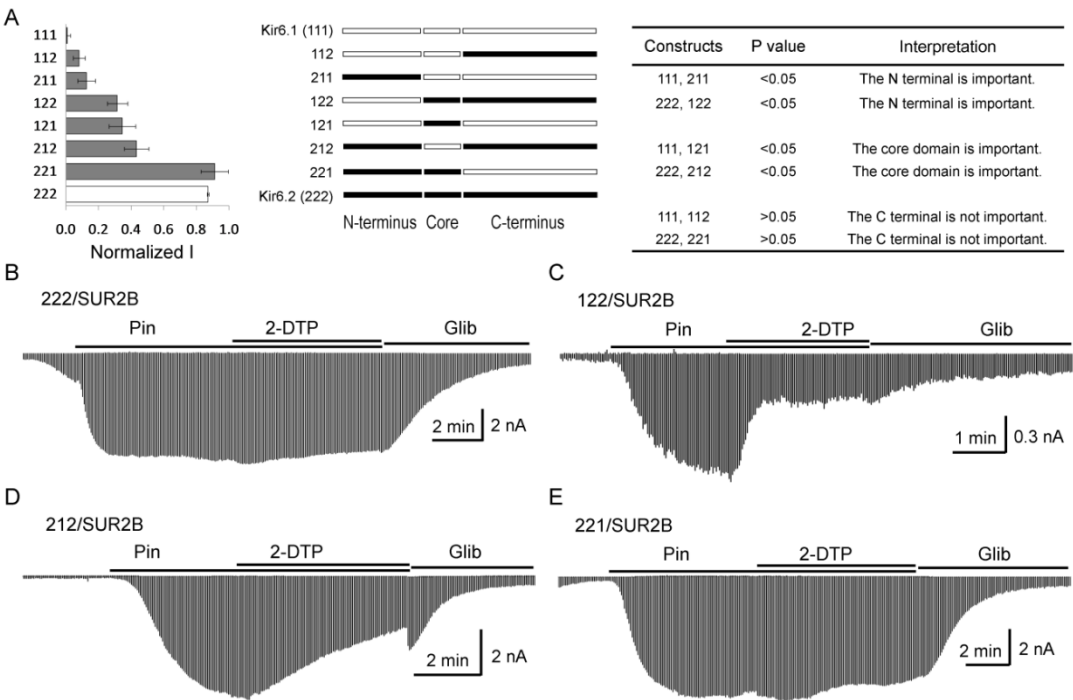 A
111
112
211
122
121
212
221
222
0.0 0.2 0.4 0.6 0.8 1.0
Normalized I
Kir6.1 (111)
112
211
122
121
212
221
Kir6.2 (222)
N-terminus Core C-terminus
Constructs P value Interpretation
111, 211 <0.05 The N terminal is important.
222, 122 <0.05 The N terminal is important.
111, 121 <0.05 The core domain is important.
222, 212 <0.05 The core domain is important.
111, 112 >0.05 The C terminal is not important.
222, 221 >0.05 The C terminal is not important.
B
222/SUR2B
Pin 2-DTP Glib
2 min 2 nA
C
122/SUR2B
Pin 2-DTP Glib
1 min 0.3 nA
D
212/SUR2B
Pin 2-DTP Glib
2 min 2 nA
E
221/SUR2B
Pin 2-DTP Glib
2 min 2 nA